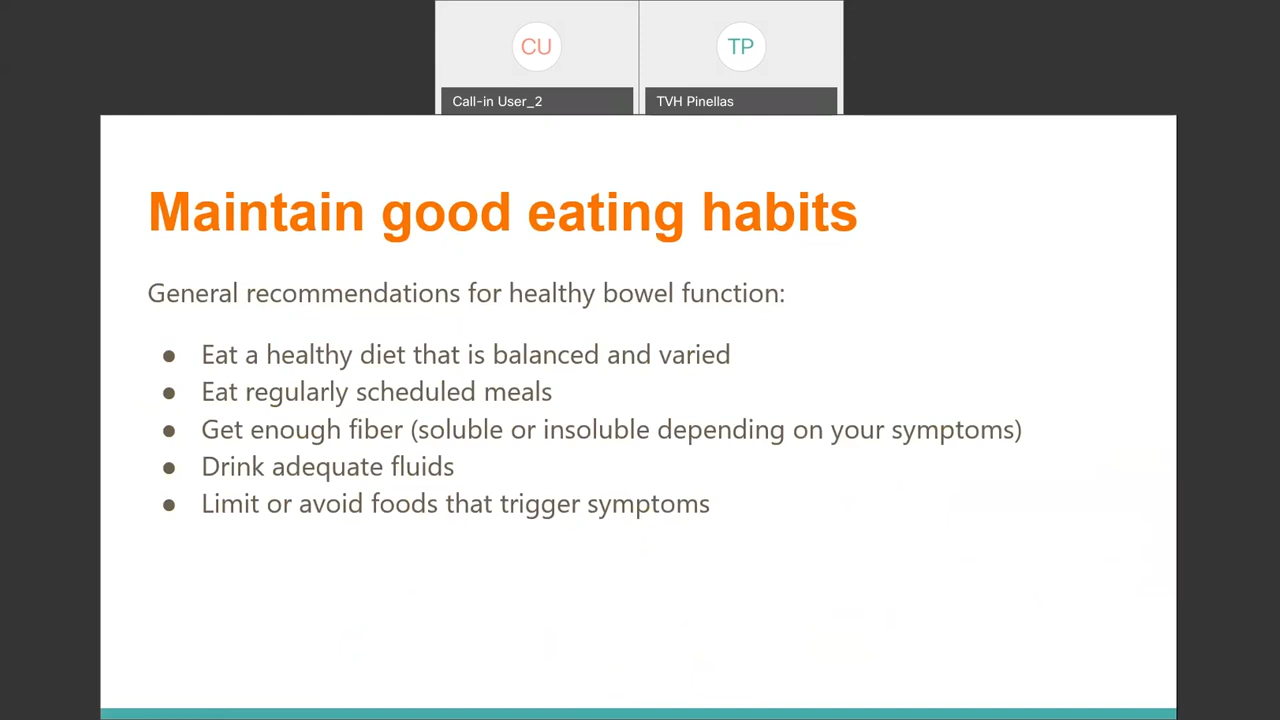 CU
TP
Call-in User_2
TVH Pinellas
Maintain good eating habits
General recommendations for healthy bowel function:
● Eat a healthy diet that is balanced and varied
● Eat regularly scheduled meals
● Get enough fiber (soluble or insoluble depending on your symptoms)
● Drink adequate fluids
● Limit or avoid foods that trigger symptoms